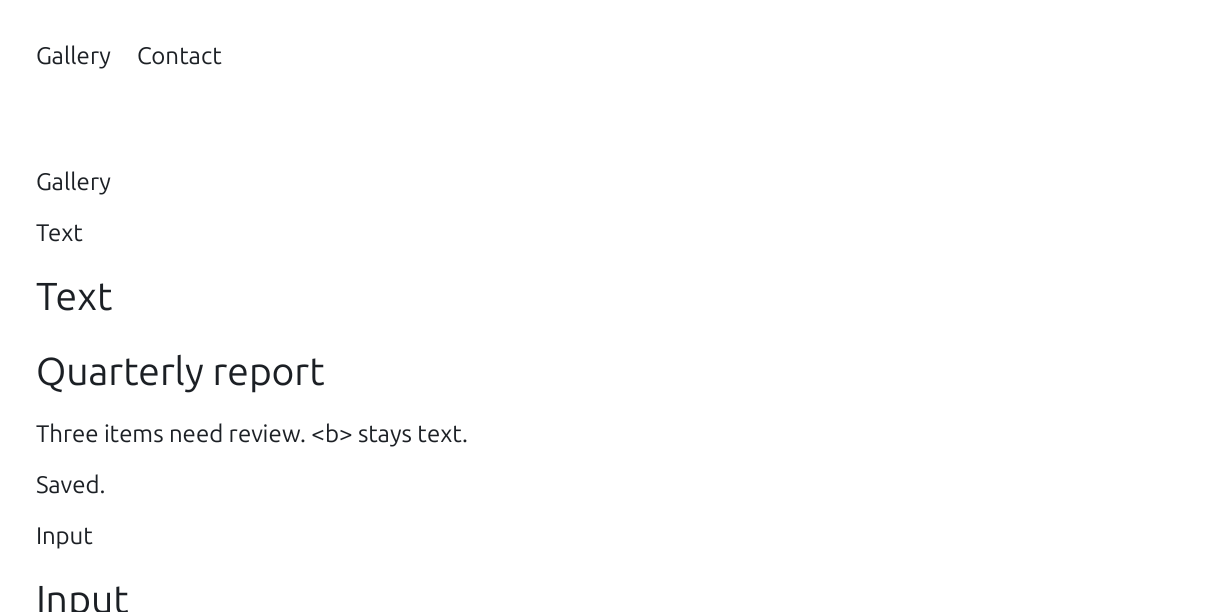 Gallery Contact
Gallery
Text
Text
Quarterly report
Three items need review. <b> stays text.
Saved.
Input
Input